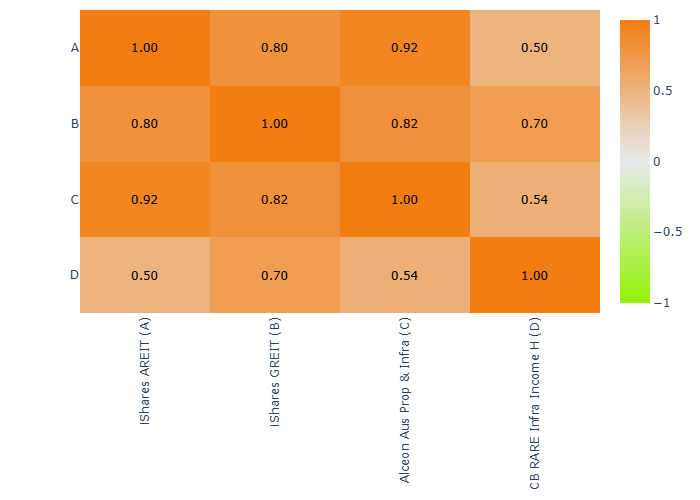 A 1.00 0.80 0.92 0.50
B 0.80 1.00 0.82 0.70
C 0.92 0.82 1.00 0.54
D 0.50 0.70 0.54 1.00
IShares AREIT (A)
IShares GREIT (B)
Alceon Aus Prop & Infra (C)
CB RARE Infra Income H (D)
1
0.5
0
−0.5
−1